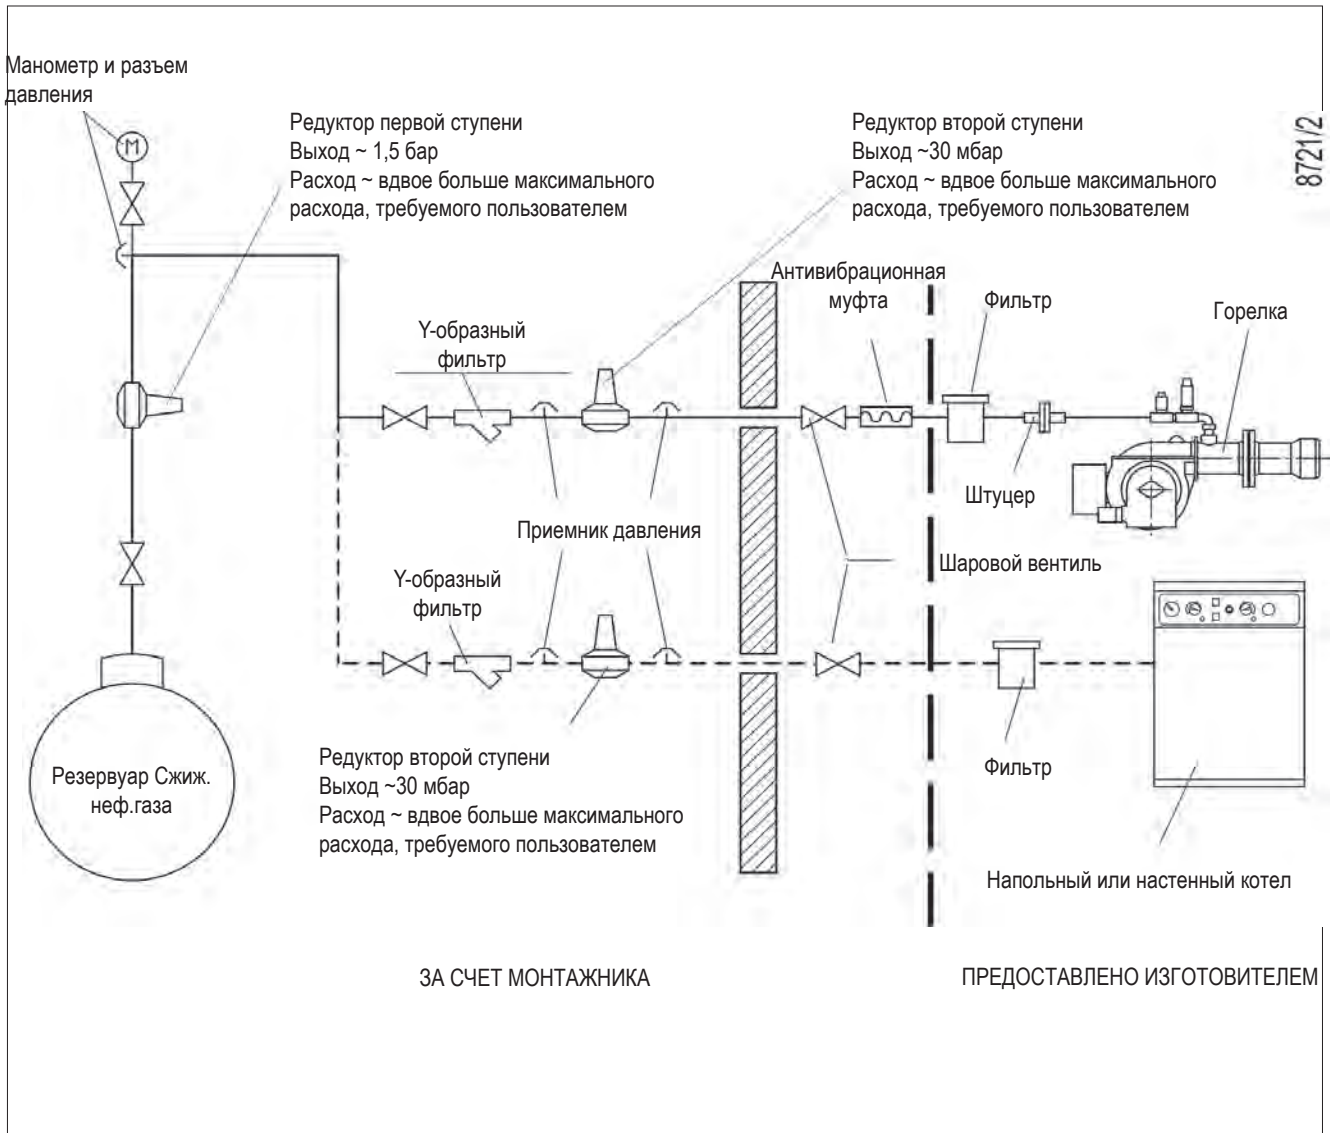 Манометр и разъем
давления
M
Редуктор первой ступени
Выход ~ 1,5 бар
Расход ~ вдвое больше максимального
расхода, требуемого пользователем
Редуктор второй ступени
Выход ~30 мбар
Расход ~ вдвое больше максимального
расхода, требуемого пользователем
8721/2
Антивибрационная
муфта
Фильтр
Горелка
Y-образный
фильтр
Штуцер
Приемник давления
Шаровой вентиль
Y-образный
фильтр
Резервуар Сжиж.
неф.газа
Редуктор второй ступени
Выход ~30 мбар
Расход ~ вдвое больше максимального
расхода, требуемого пользователем
Фильтр
Напольный или настенный котел
ЗА СЧЕТ МОНТАЖНИКА
ПРЕДОСТАВЛЕНО ИЗГОТОВИТЕЛЕМ